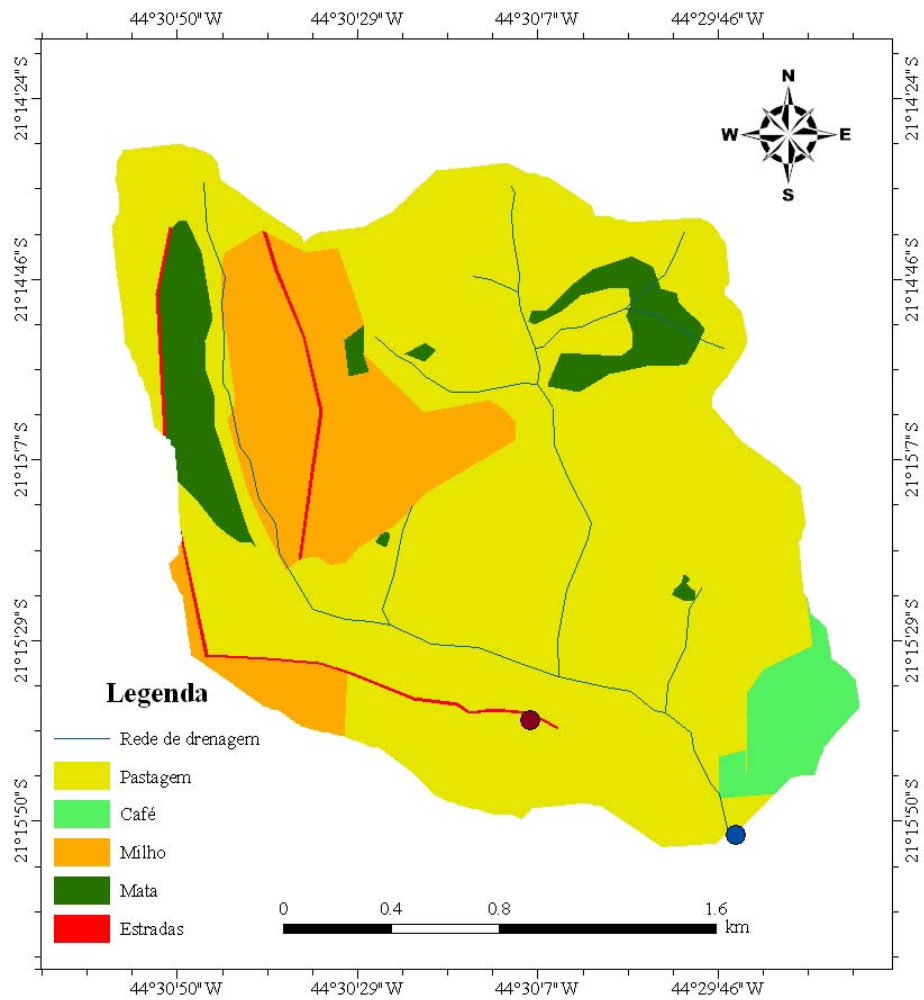 44°30'50"W 44°30'29"W 44°30'7"W 44°29'46"W
21°14'24"S 21°14'24"S
N
W E
S
21°14'46"S 21°14'46"S
21°15'7"S 21°15'7"S
21°15'29"S 21°15'29"S
Legenda
Rede de drenagem
Pastagem
Café
Milho
Mata
Estradas
21°15'50"S 21°15'50"S
0 0.4 0.8 1.6
km
44°30'50"W 44°30'29"W 44°30'7"W 44°29'46"W